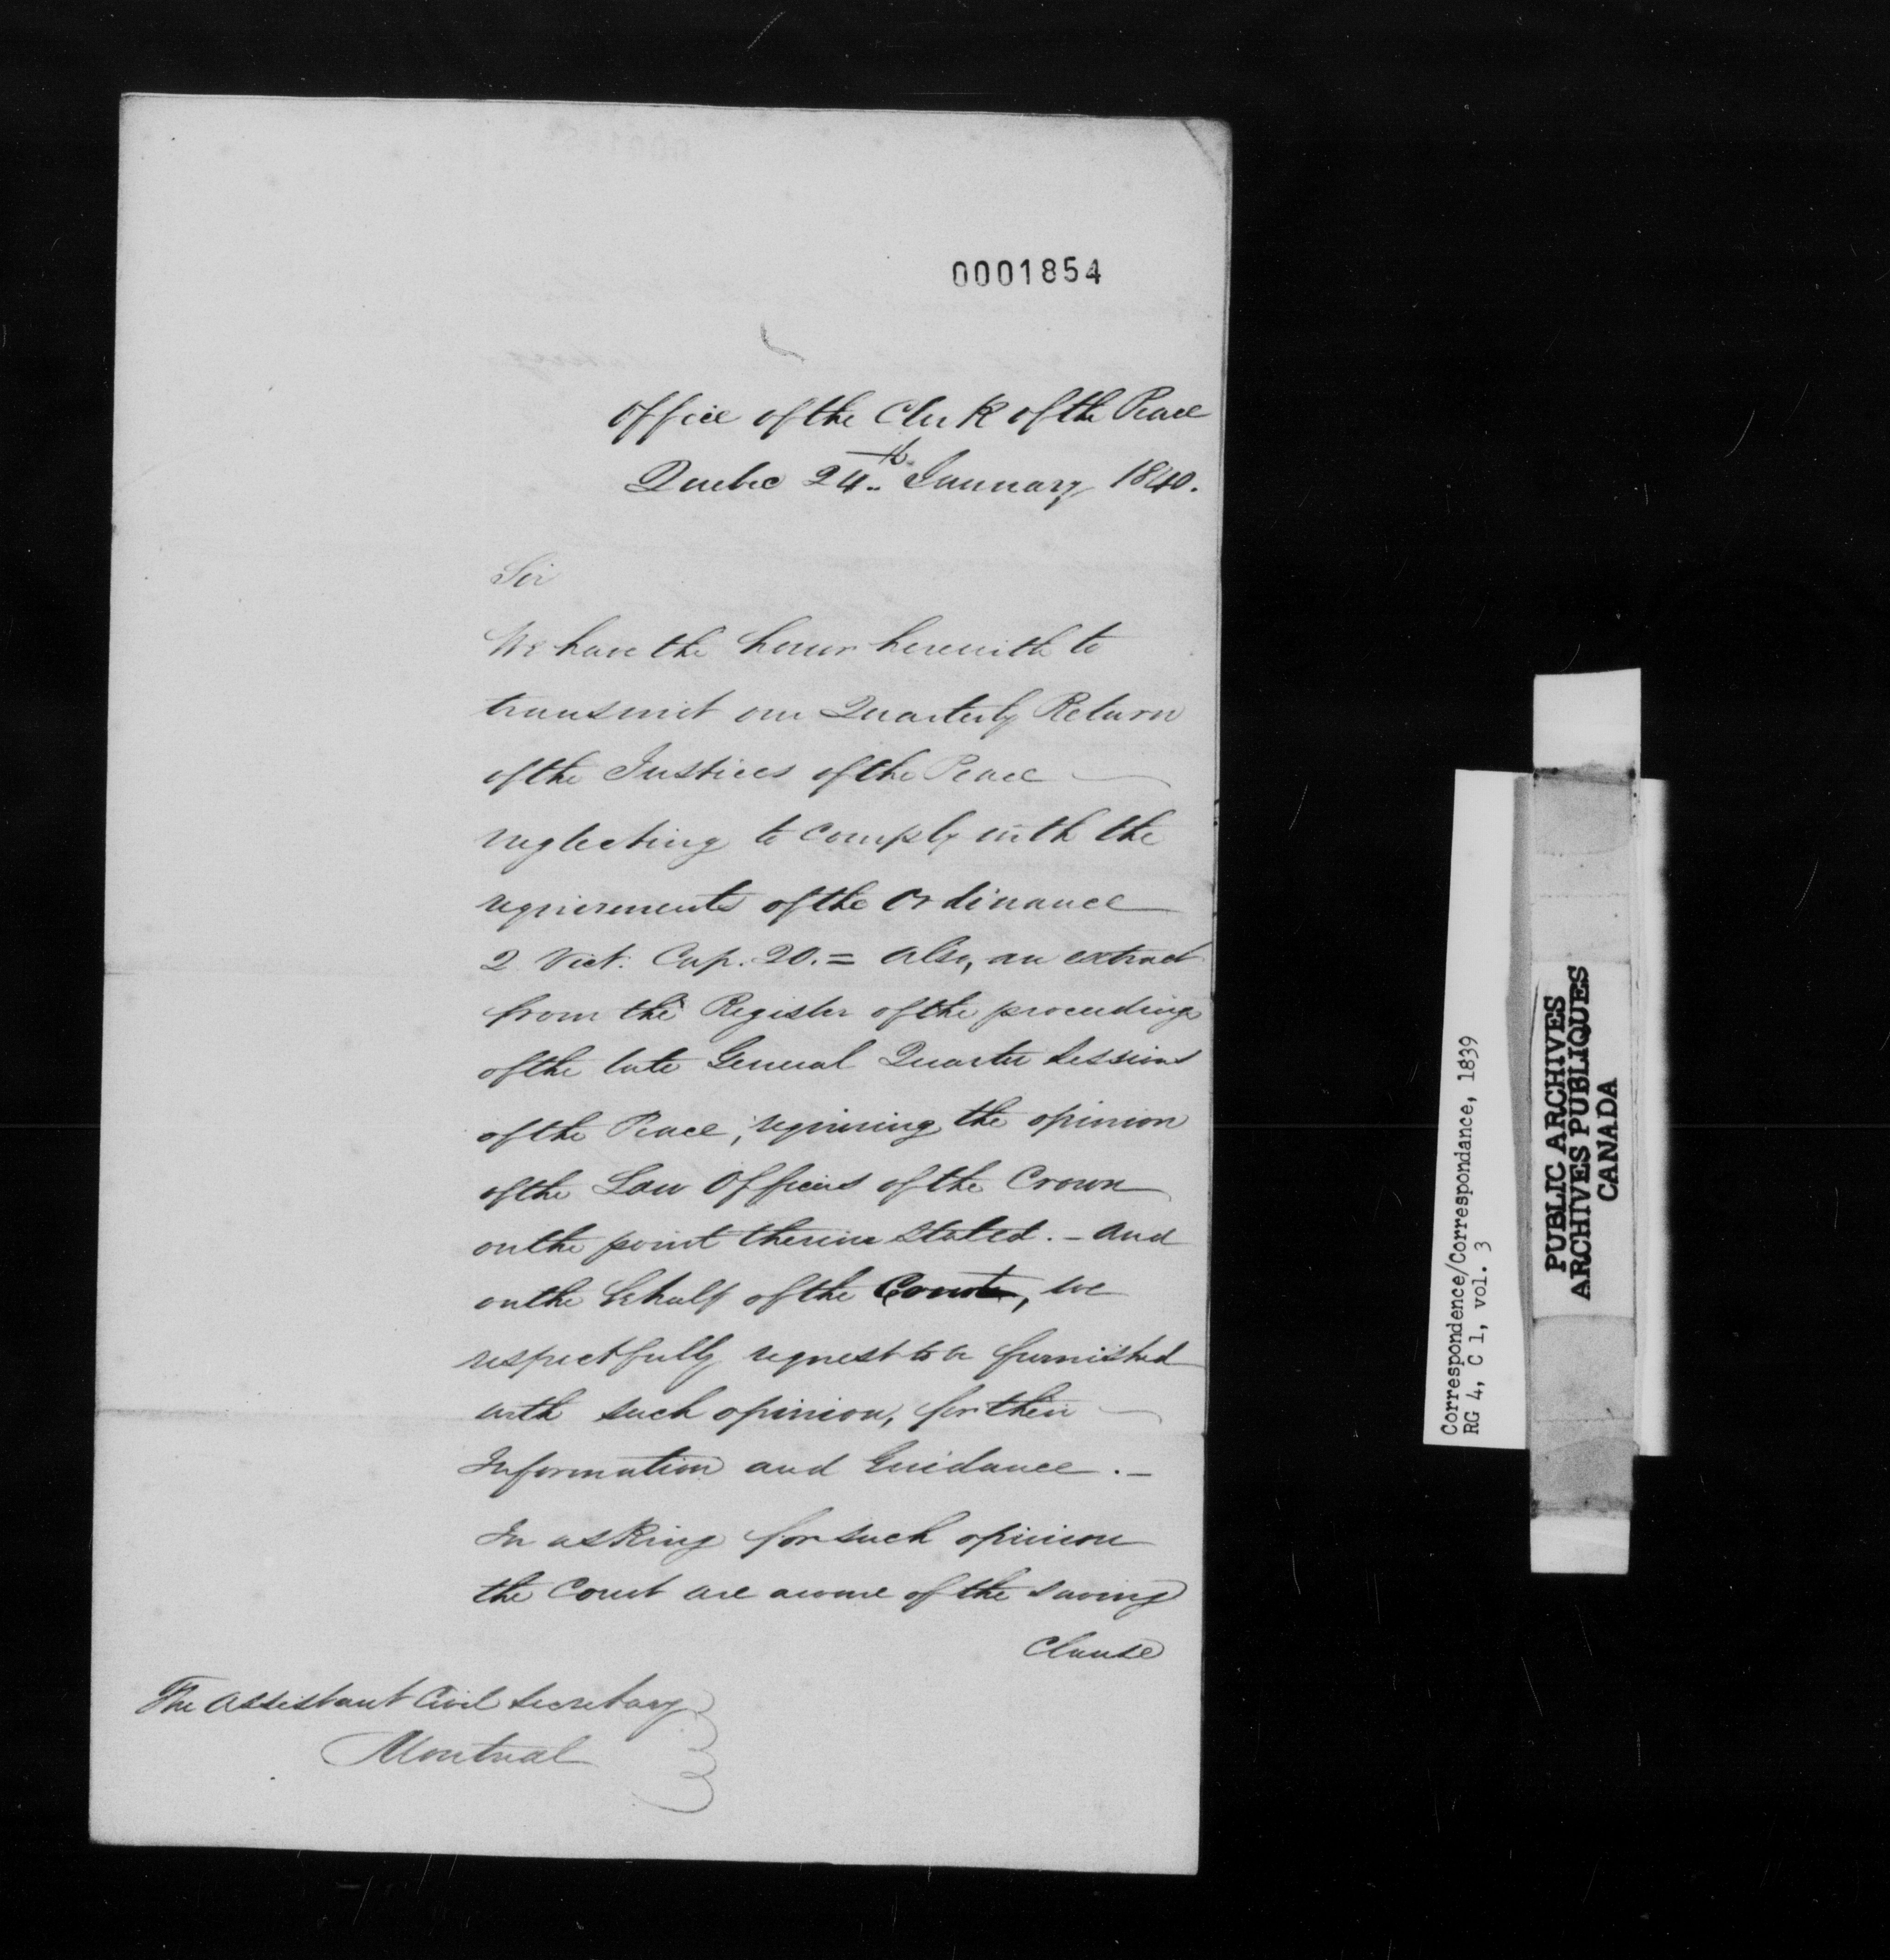 0001854
Office of the Clerk of the Peace
Quebec 24th January 1840.
Sir
We have the honor herewith to
transmit our Quarterly Return
of the Justices of the Peace
neglecting to comply with the
requirements of the Ordinance
2 Vict: Cap. 20. = also, an extract
from the Register of the proceedings
of the late General Quarter Sessions
of the Peace, requiring the opinion
of the Law Officers of the Crown
on the point therein stated. - and
on the behalf of the Court, we
respectfully request to be furnished
with such opinion, for their
Information and Guidance. -
In asking for such opinion
the Court are aware of the saving
Clause
The Assistant Civil Secretary
Montreal
Correspondence/Correspondance, 1839
RG 4, C 1, vol. 3
PUBLIC ARCHIVES
ARCHIVES PUBLIQUES
CANADA